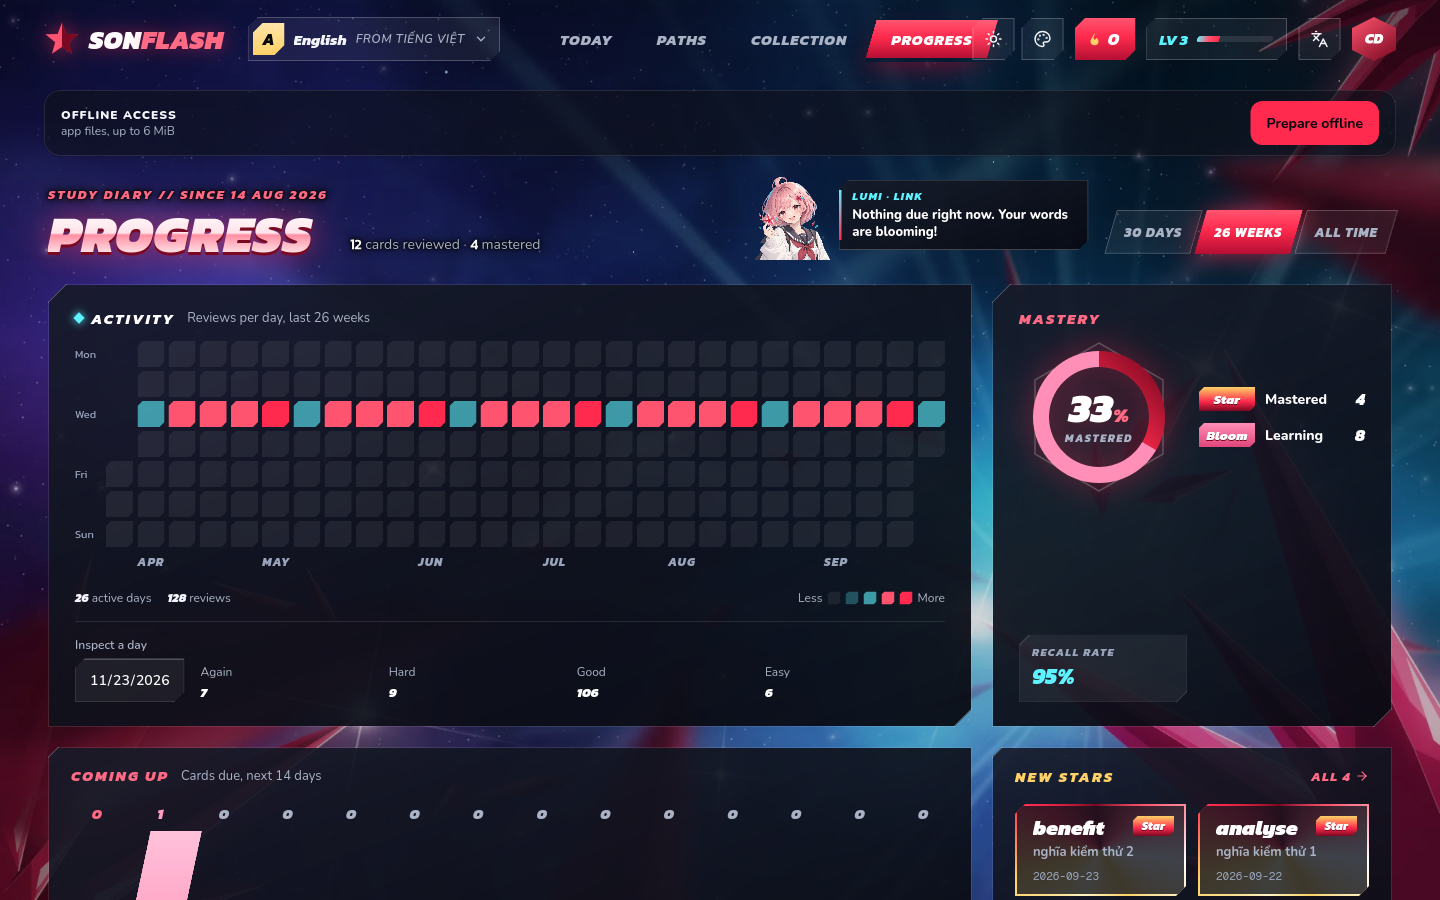 SONFLASH
A English FROM TIẾNG VIỆT
TODAY PATHS COLLECTION PROGRESS
0
LV 3
CD
OFFLINE ACCESS
app files, up to 6 MiB
Prepare offline
STUDY DIARY // SINCE 14 AUG 2026
PROGRESS
12 cards reviewed · 4 mastered
LUMI · LINK
Nothing due right now. Your words
are blooming!
30 DAYS 26 WEEKS ALL TIME
ACTIVITY Reviews per day, last 26 weeks
Mon
Wed
Fri
Sun
APR MAY JUN JUL AUG SEP
26 active days 128 reviews
Less More
Inspect a day
11/23/2026
Again Hard Good Easy
7 9 106 6
MASTERY
33%
MASTERED
Star Mastered 4
Bloom Learning 8
RECALL RATE
95%
COMING UP Cards due, next 14 days
0 1 0 0 0 0 0 0 0 0 0 0 0 0
NEW STARS ALL 4
benefit Star
nghĩa kiểm thử 2
2026-09-23
analyse Star
nghĩa kiểm thử 1
2026-09-22